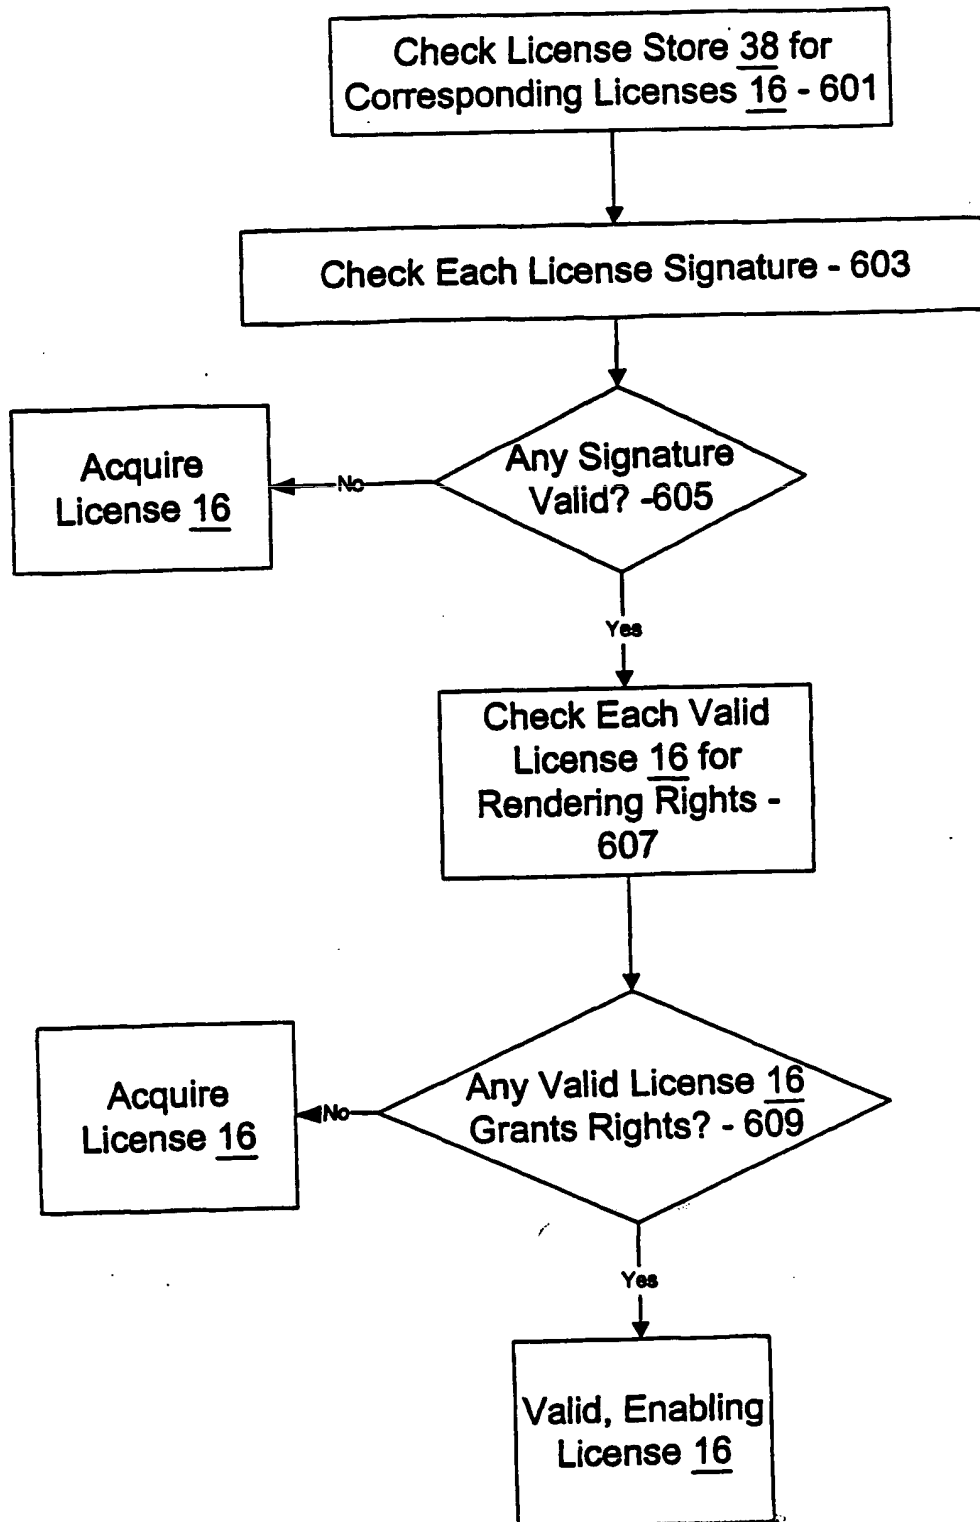 Check License Store 38 for
Corresponding Licenses 16 - 601
Check Each License Signature - 603
Any Signature
Valid? -605
No
Acquire
License 16
Yes
Check Each Valid
License 16 for
Rendering Rights -
607
Any Valid License 16
Grants Rights? - 609
No
Acquire
License 16
Yes
Valid, Enabling
License 16